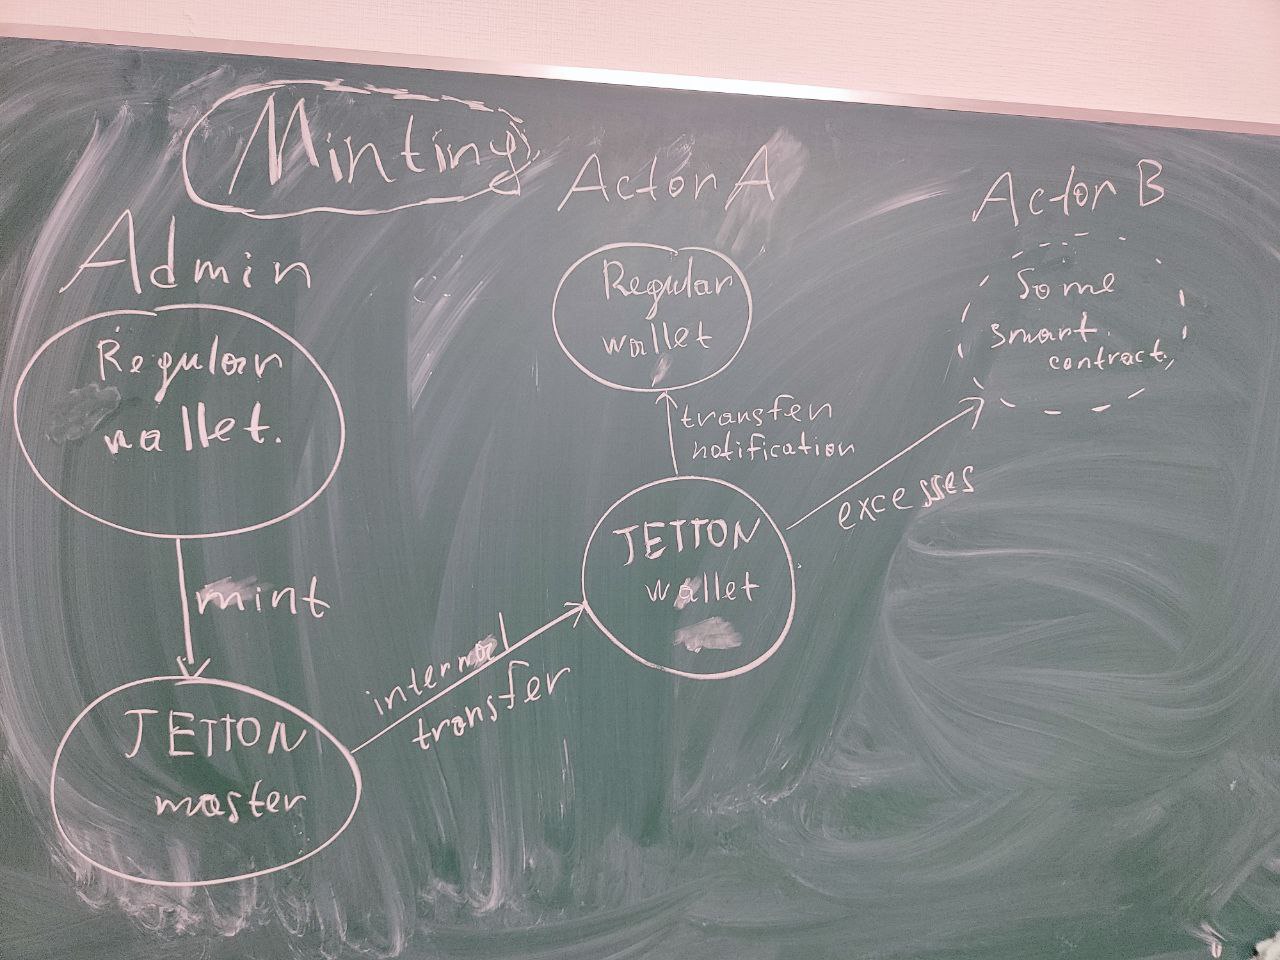 Minting
Actor A
Actor B
Admin
Regular
wallet.
Regular
wallet
Some
smart
contract,
transfer
notification
excesses
JETTON
wallet
mint
internal
transfer
JETTON
master